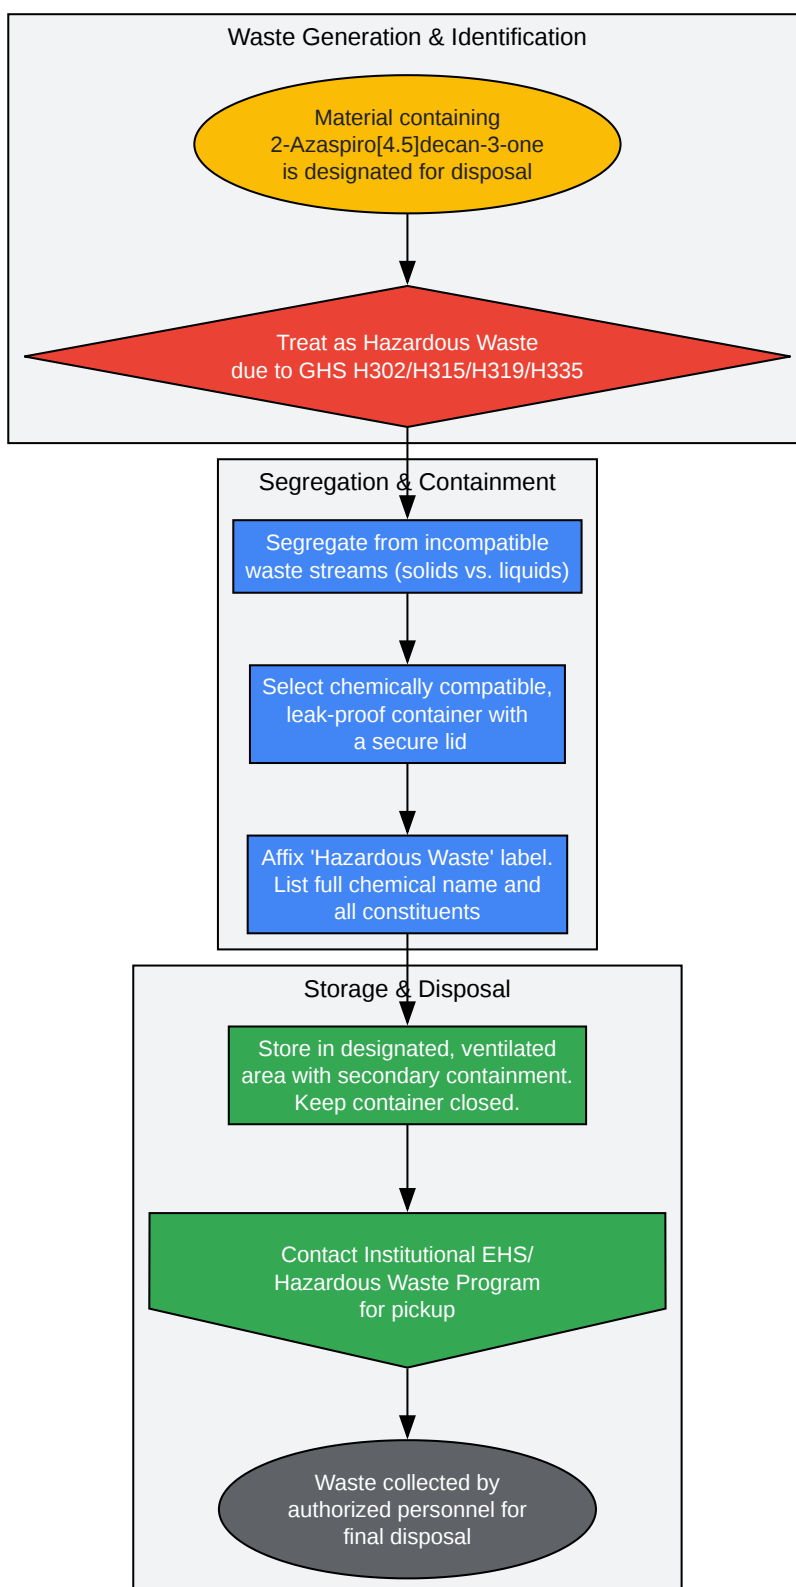 Waste Generation & Identification
Material containing
2-Azaspiro[4.5]decan-3-one
is designated for disposal
Treat as Hazardous Waste
due to GHS H302/H315/H319/H335
Segregation & Containment
Segregate from incompatible
waste streams (solids vs. liquids)
Select chemically compatible,
leak-proof container with
a secure lid
Affix 'Hazardous Waste' label.
List full chemical name and
all constituents
Storage & Disposal
Store in designated, ventilated
area with secondary containment.
Keep container closed.
Contact Institutional EHS/
Hazardous Waste Program
for pickup
Waste collected by
authorized personnel for
final disposal